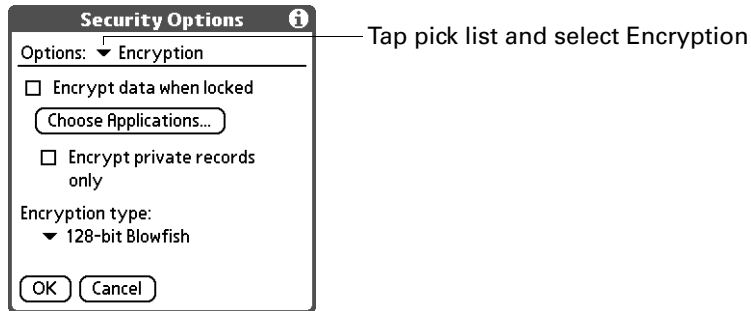 Security Options i
Options: Encryption
Tap pick list and select Encryption
Encrypt data when locked
Choose Applications...
Encrypt private records
only
Encryption type:
128-bit Blowfish
OK Cancel